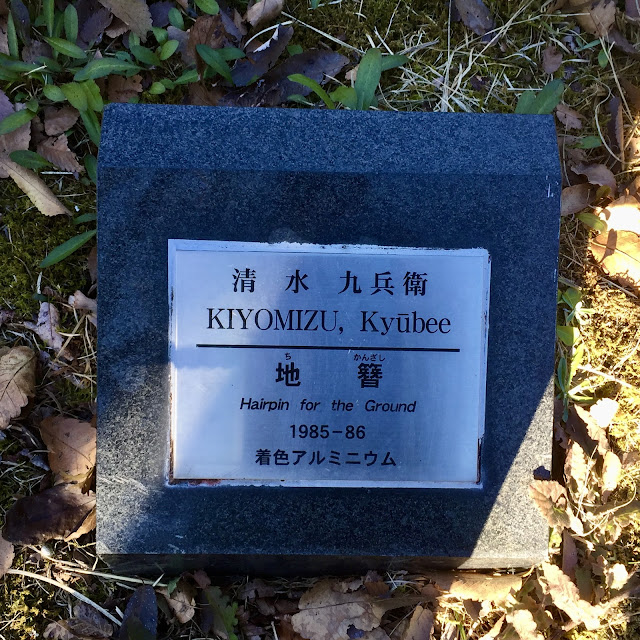 清水 九兵衛
KIYOMIZU, Kyūbee
ち かんざし
地 簪
Hairpin for the Ground
1985-86
着色アルミニウム